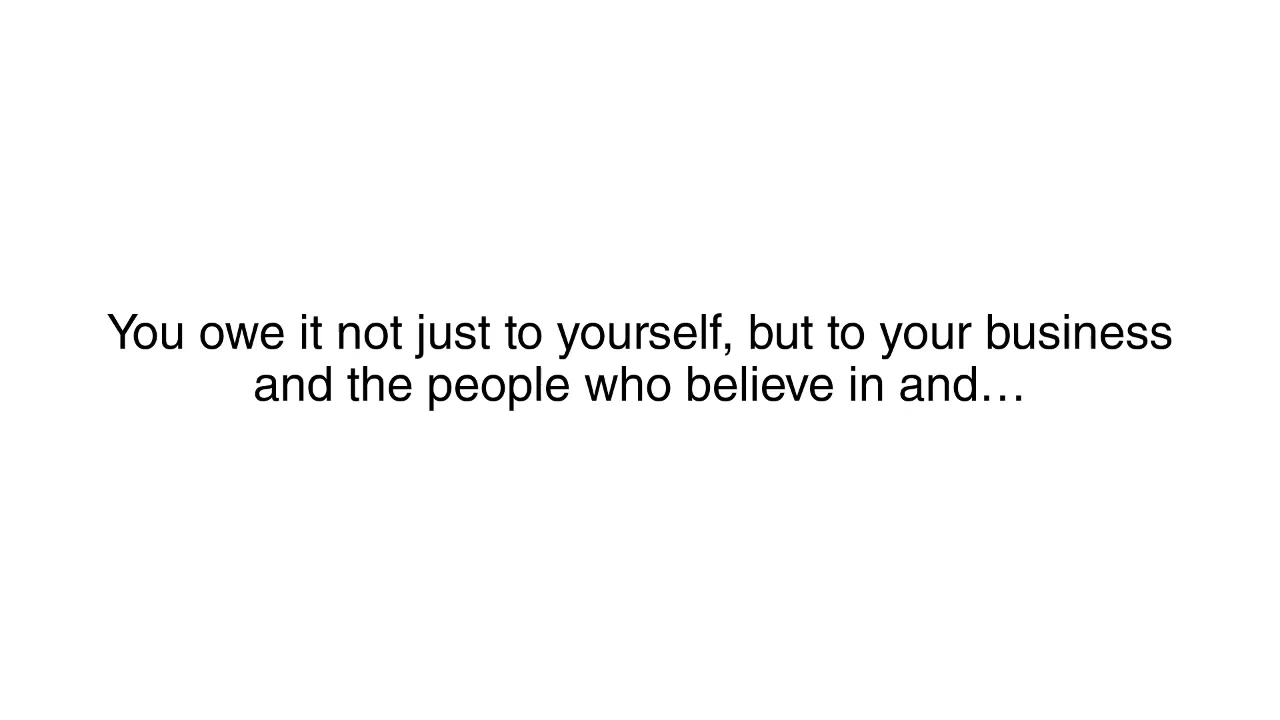 You owe it not just to yourself, but to your business
and the people who believe in and…